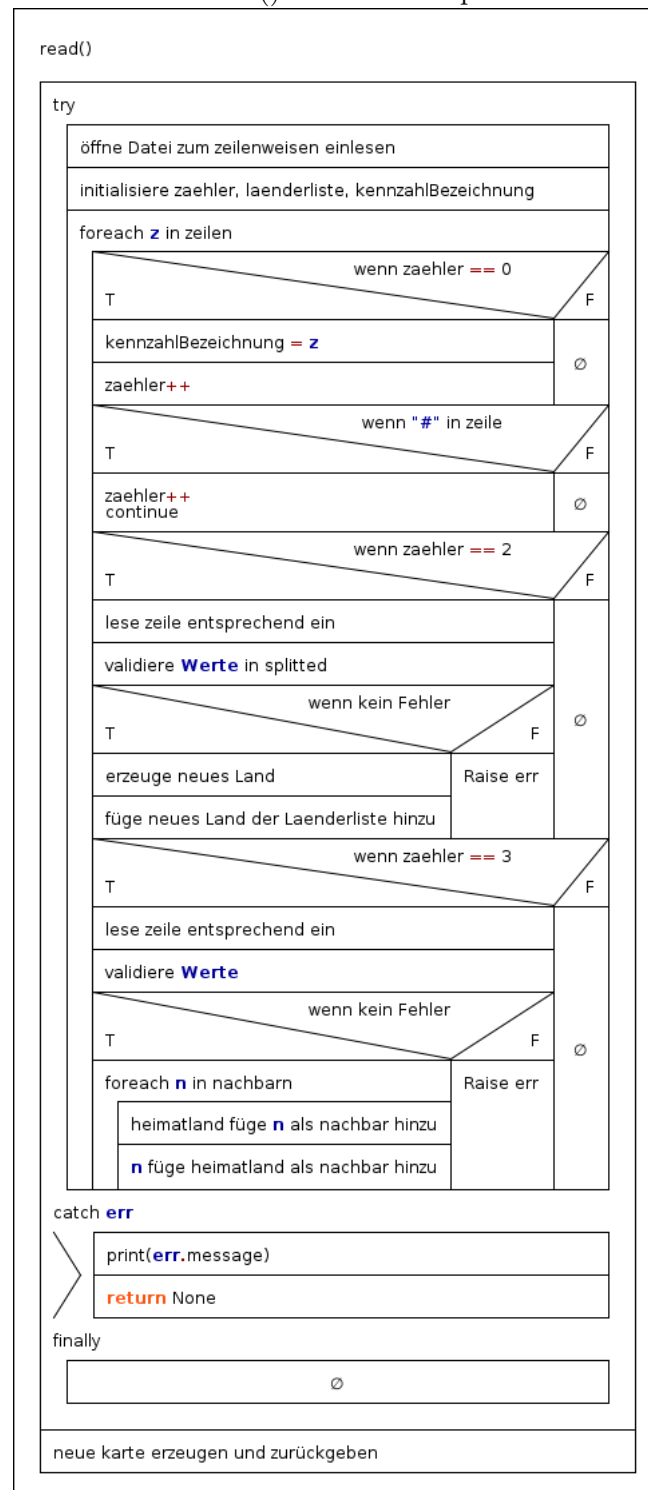 ()
read()
try
öffne Datei zum zeilenweisen einlesen
initialisiere zaehler, laenderliste, kennzahlBezeichnung
foreach z in zeilen
wenn zaehler == 0
T
F
kennzahlBezeichnung = z
∅
zaehler++
wenn "#" in zeile
T
F
zaehler++
continue
∅
wenn zaehler == 2
T
F
lese zeile entsprechend ein
validiere Werte in splitted
wenn kein Fehler
∅
T
F
erzeuge neues Land
Raise err
füge neues Land der Laenderliste hinzu
wenn zaehler == 3
T
F
lese zeile entsprechend ein
validiere Werte
wenn kein Fehler
T
F
∅
foreach n in nachbarn
Raise err
heimatland füge n als nachbar hinzu
n füge heimatland als nachbar hinzu
catch err
print(err.message)
return None
finally
∅
neue karte erzeugen und zurückgeben